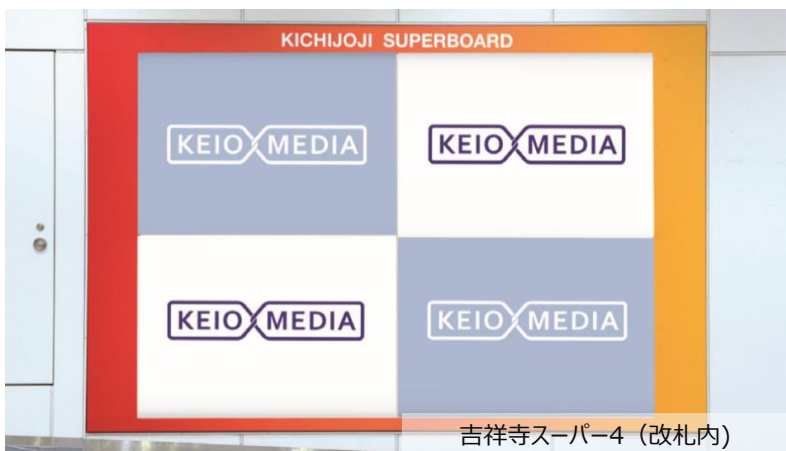 KICHIJOJI SUPERBOARD
KEIO MEDIA
KEIO MEDIA
KEIO MEDIA
KEIO MEDIA
吉祥寺スーパー4（改札内)